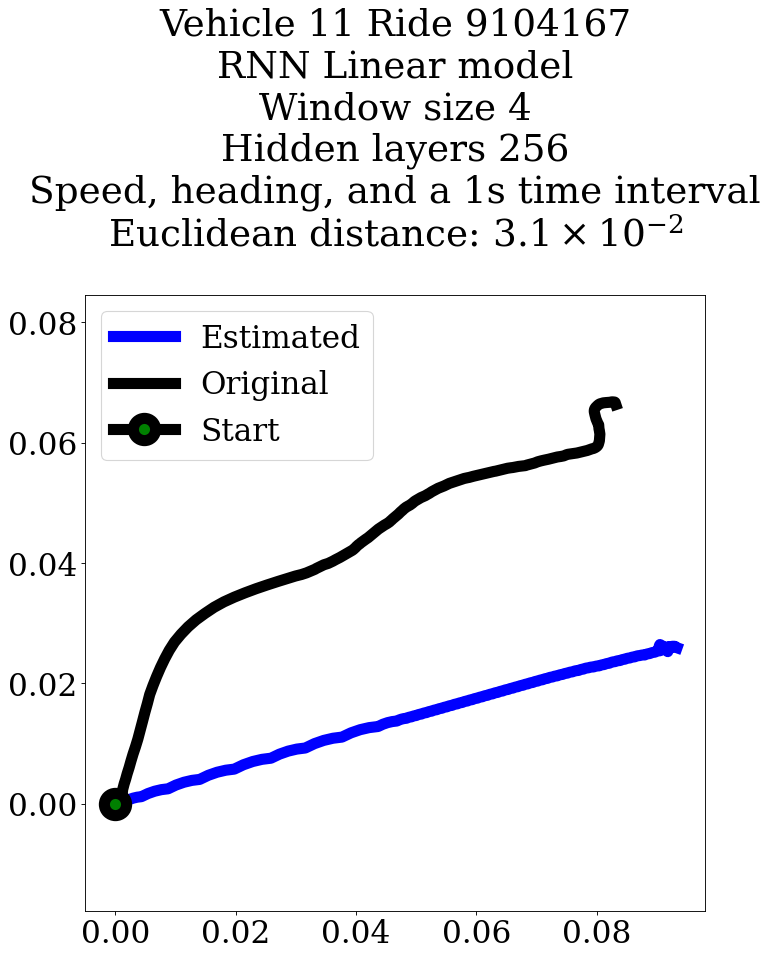 Vehicle 11 Ride 9104167
RNN Linear model
Window size 4
Hidden layers 256
Speed, heading, and a 1s time interval
Euclidean distance: 3.1 × 10⁻²
Estimated
Original
Start
0.08
0.06
0.04
0.02
0.00
0.00 0.02 0.04 0.06 0.08